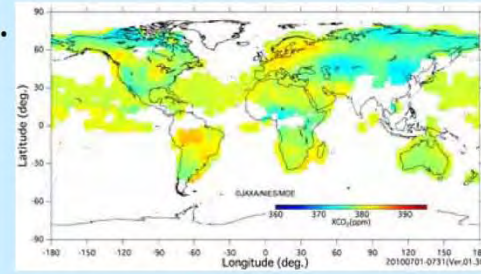 •
90
60
30
0
-30
-60
-90
Latitude (deg.)
©JAXA/NIES/MOE
360 370 380 390
XCO₂(ppm)
-180 -150 -120 -90 -60 -30 0 30 60 90 120 150 180
Longitude (deg.)
20100701-0731(Ver.01.30